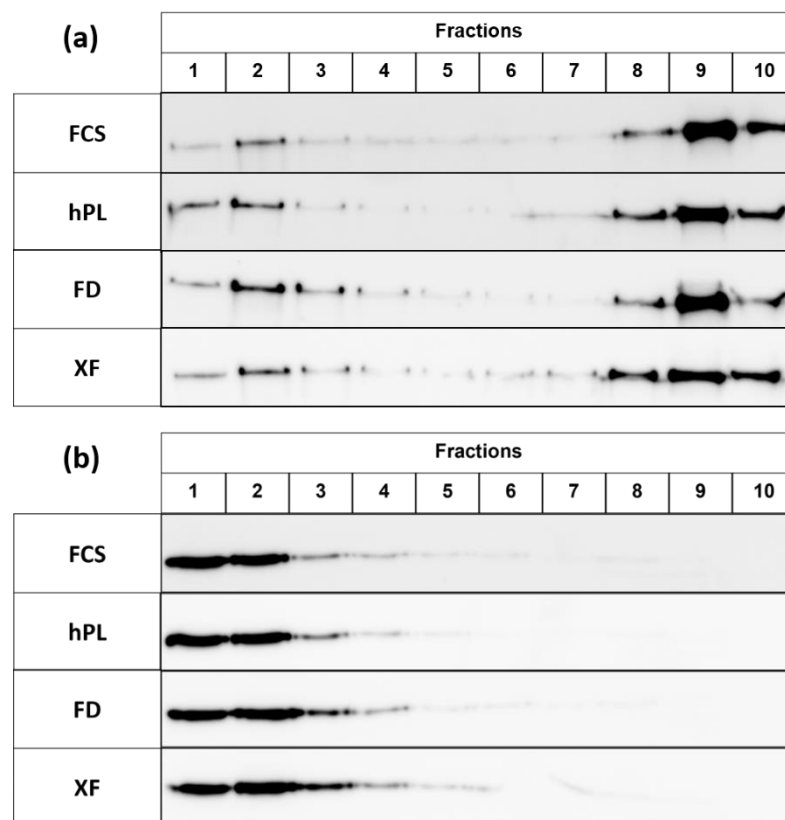 (a)
Fractions
1 2 3 4 5 6 7 8 9 10
FCS
hPL
FD
XF
(b)
Fractions
1 2 3 4 5 6 7 8 9 10
FCS
hPL
FD
XF